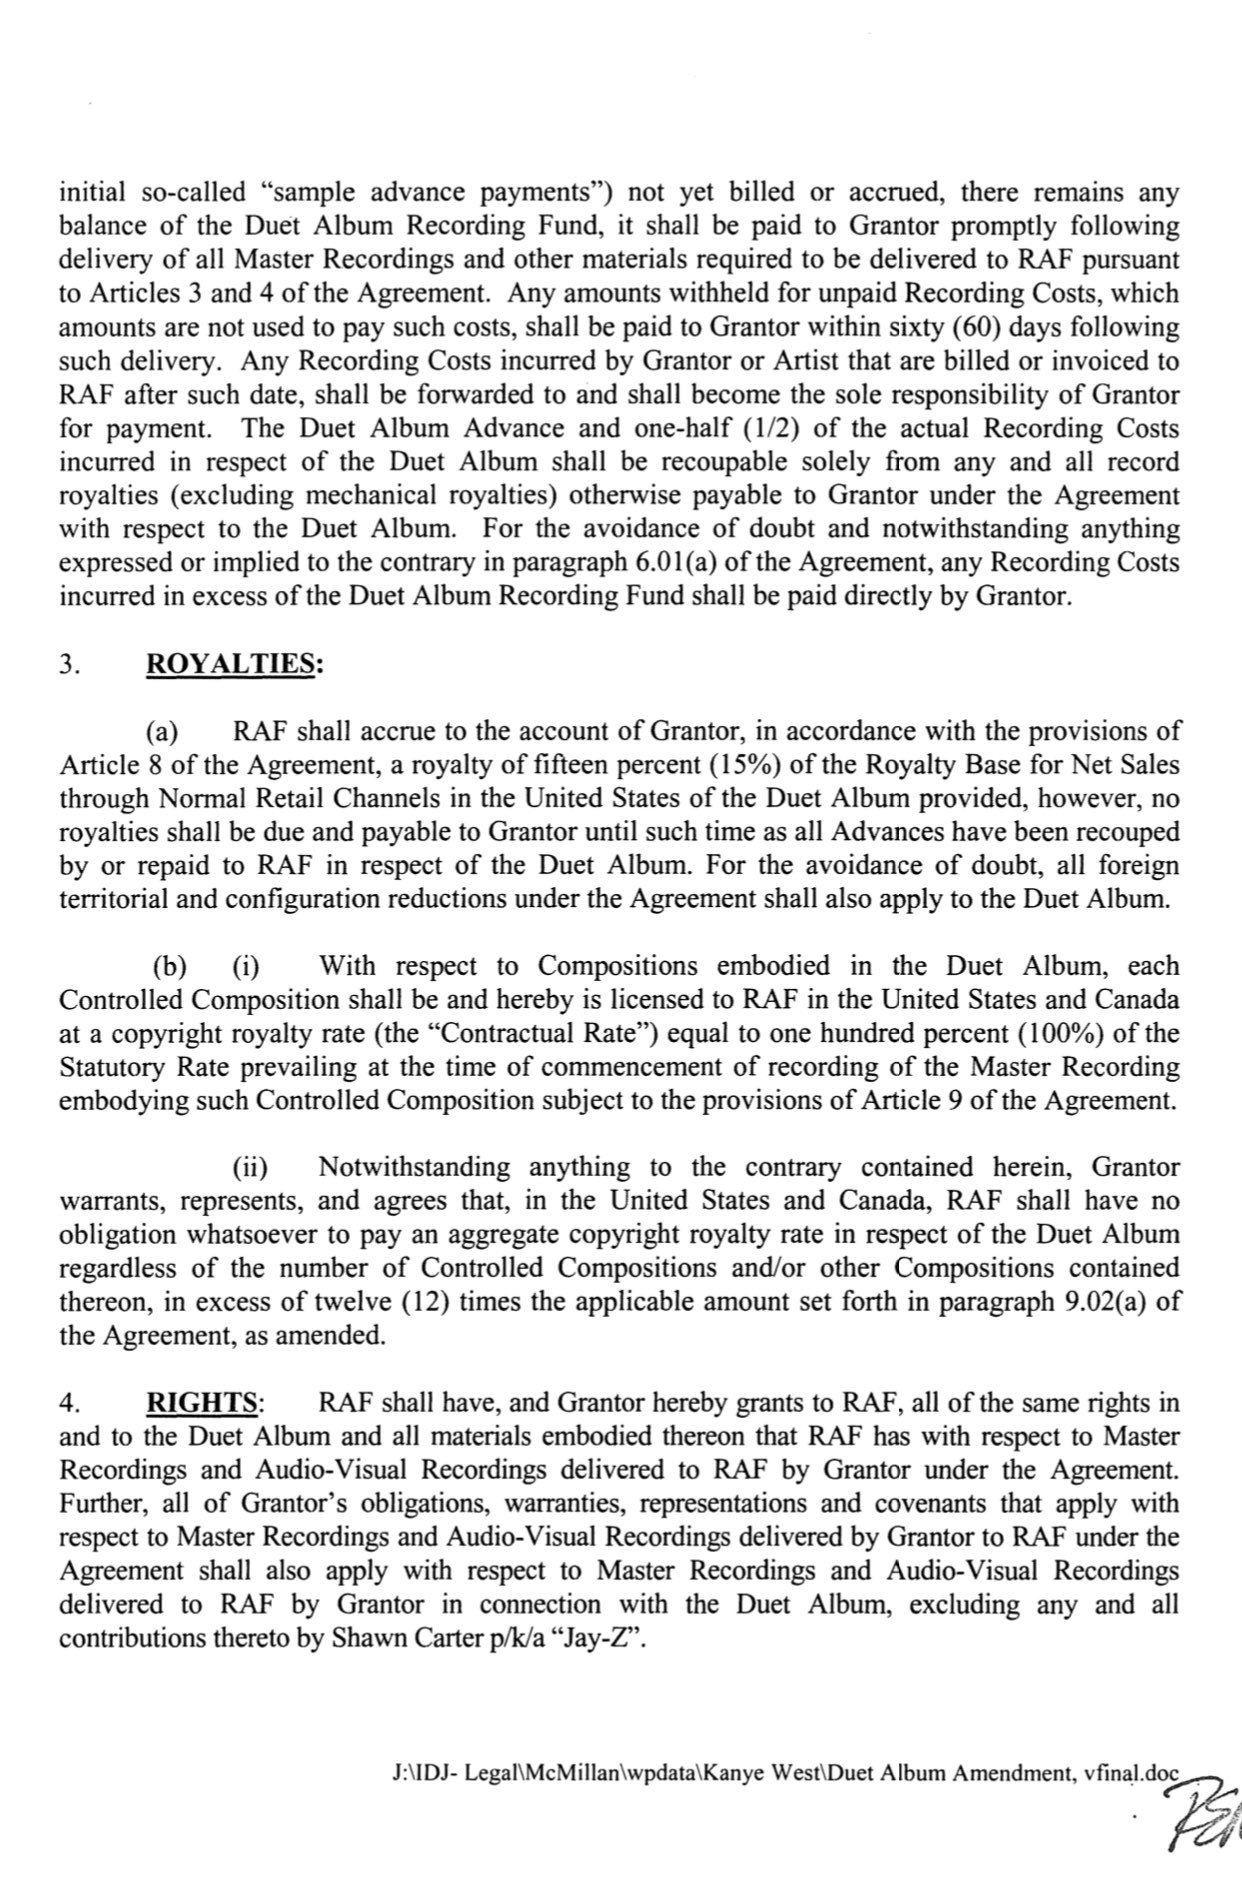 initial so-called “sample advance payments”) not yet billed or accrued, there remains any
balance of the Duet Album Recording Fund, it shall be paid to Grantor promptly following
delivery of all Master Recordings and other materials required to be delivered to RAF pursuant
to Articles 3 and 4 of the Agreement. Any amounts withheld for unpaid Recording Costs, which
amounts are not used to pay such costs, shall be paid to Grantor within sixty (60) days following
such delivery. Any Recording Costs incurred by Grantor or Artist that are billed or invoiced to
RAF after such date, shall be forwarded to and shall become the sole responsibility of Grantor
for payment. The Duet Album Advance and one-half (1/2) of the actual Recording Costs
incurred in respect of the Duet Album shall be recoupable solely from any and all record
royalties (excluding mechanical royalties) otherwise payable to Grantor under the Agreement
with respect to the Duet Album. For the avoidance of doubt and notwithstanding anything
expressed or implied to the contrary in paragraph 6.01(a) of the Agreement, any Recording Costs
incurred in excess of the Duet Album Recording Fund shall be paid directly by Grantor.
3. ROYALTIES:
(a) RAF shall accrue to the account of Grantor, in accordance with the provisions of
Article 8 of the Agreement, a royalty of fifteen percent (15%) of the Royalty Base for Net Sales
through Normal Retail Channels in the United States of the Duet Album provided, however, no
royalties shall be due and payable to Grantor until such time as all Advances have been recouped
by or repaid to RAF in respect of the Duet Album. For the avoidance of doubt, all foreign
territorial and configuration reductions under the Agreement shall also apply to the Duet Album.
(b) (i) With respect to Compositions embodied in the Duet Album, each
Controlled Composition shall be and hereby is licensed to RAF in the United States and Canada
at a copyright royalty rate (the “Contractual Rate”) equal to one hundred percent (100%) of the
Statutory Rate prevailing at the time of commencement of recording of the Master Recording
embodying such Controlled Composition subject to the provisions of Article 9 of the Agreement.
(ii) Notwithstanding anything to the contrary contained herein, Grantor
warrants, represents, and agrees that, in the United States and Canada, RAF shall have no
obligation whatsoever to pay an aggregate copyright royalty rate in respect of the Duet Album
regardless of the number of Controlled Compositions and/or other Compositions contained
thereon, in excess of twelve (12) times the applicable amount set forth in paragraph 9.02(a) of
the Agreement, as amended.
4. RIGHTS: RAF shall have, and Grantor hereby grants to RAF, all of the same rights in
and to the Duet Album and all materials embodied thereon that RAF has with respect to Master
Recordings and Audio-Visual Recordings delivered to RAF by Grantor under the Agreement.
Further, all of Grantor’s obligations, warranties, representations and covenants that apply with
respect to Master Recordings and Audio-Visual Recordings delivered by Grantor to RAF under the
Agreement shall also apply with respect to Master Recordings and Audio-Visual Recordings
delivered to RAF by Grantor in connection with the Duet Album, excluding any and all
contributions thereto by Shawn Carter p/k/a “Jay-Z”.
J:\IDJ- Legal\McMillan\wpdata\Kanye West\Duet Album Amendment, vfinal.doc